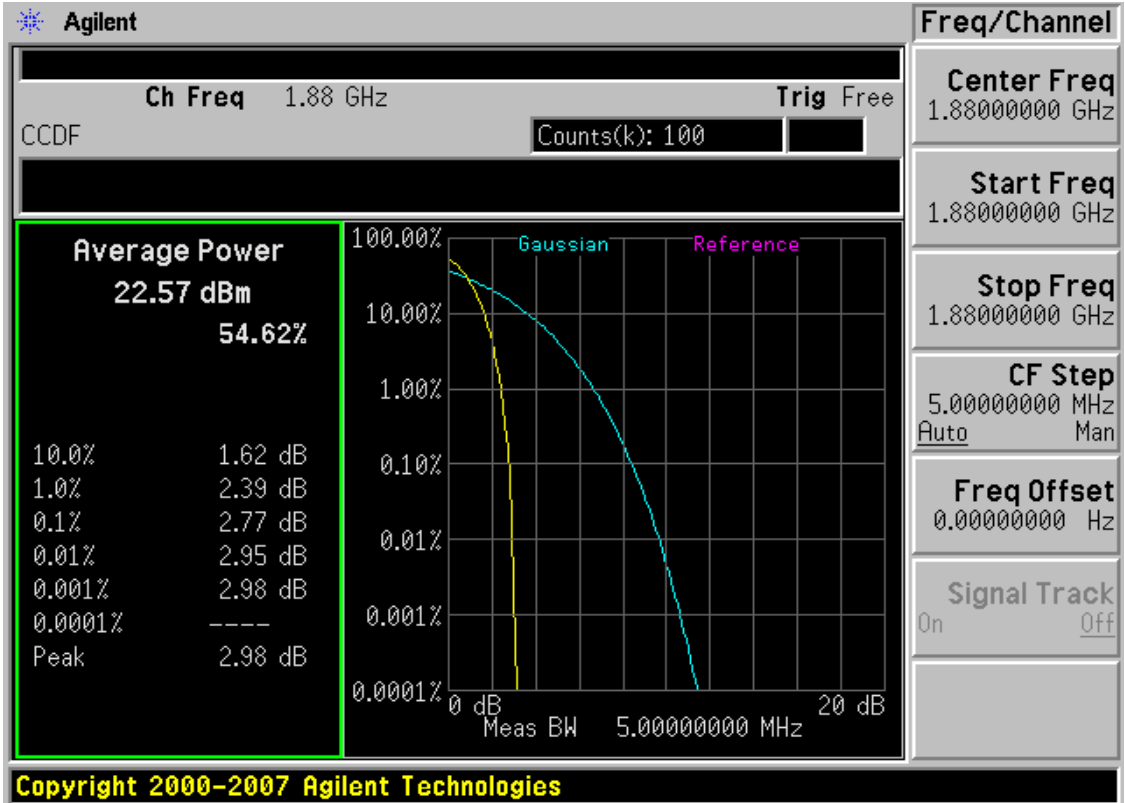 Agilent
Ch Freq 1.88 GHz Trig Free
CCDF Counts(k): 100
Average Power
22.57 dBm
54.62%
10.0% 1.62 dB
1.0% 2.39 dB
0.1% 2.77 dB
0.01% 2.95 dB
0.001% 2.98 dB
0.0001% ----
Peak 2.98 dB
Gaussian Reference
100.00%
10.00%
1.00%
0.10%
0.01%
0.001%
0.0001%
0 dB 20 dB
Meas BW 5.00000000 MHz
Freq/Channel
Center Freq
1.88000000 GHz
Start Freq
1.88000000 GHz
Stop Freq
1.88000000 GHz
CF Step
5.00000000 MHz
Auto Man
Freq Offset
0.00000000 Hz
Signal Track
On Off
Copyright 2000-2007 Agilent Technologies